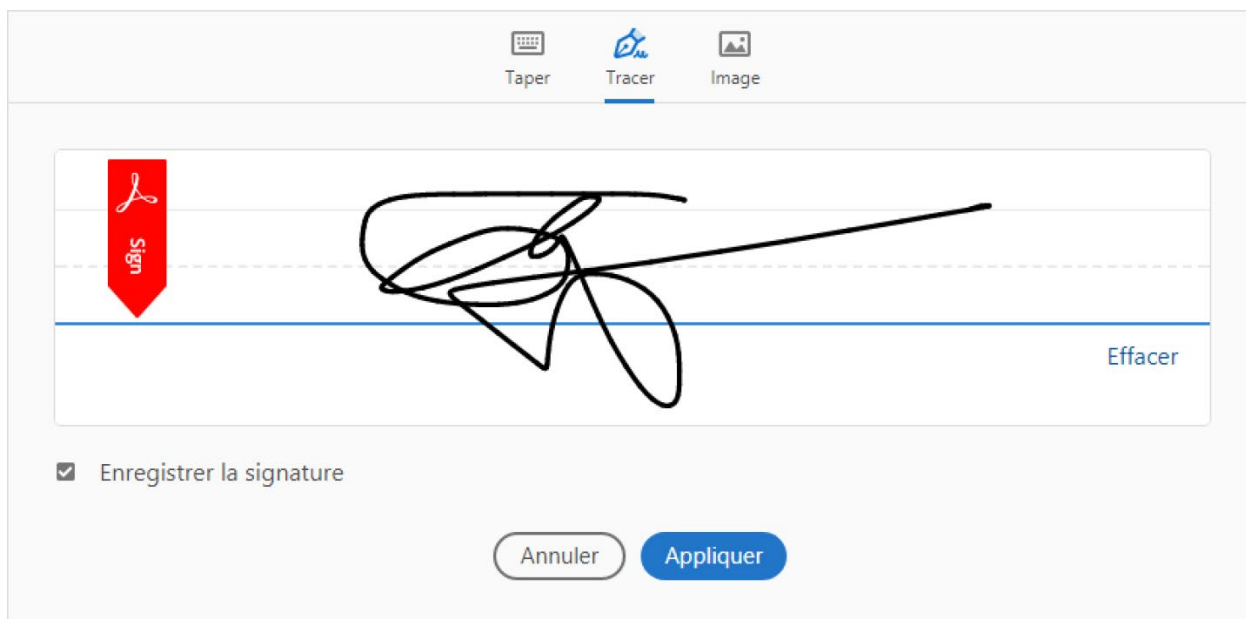 Taper Tracer Image
Sign
Effacer
Enregistrer la signature
Annuler Appliquer